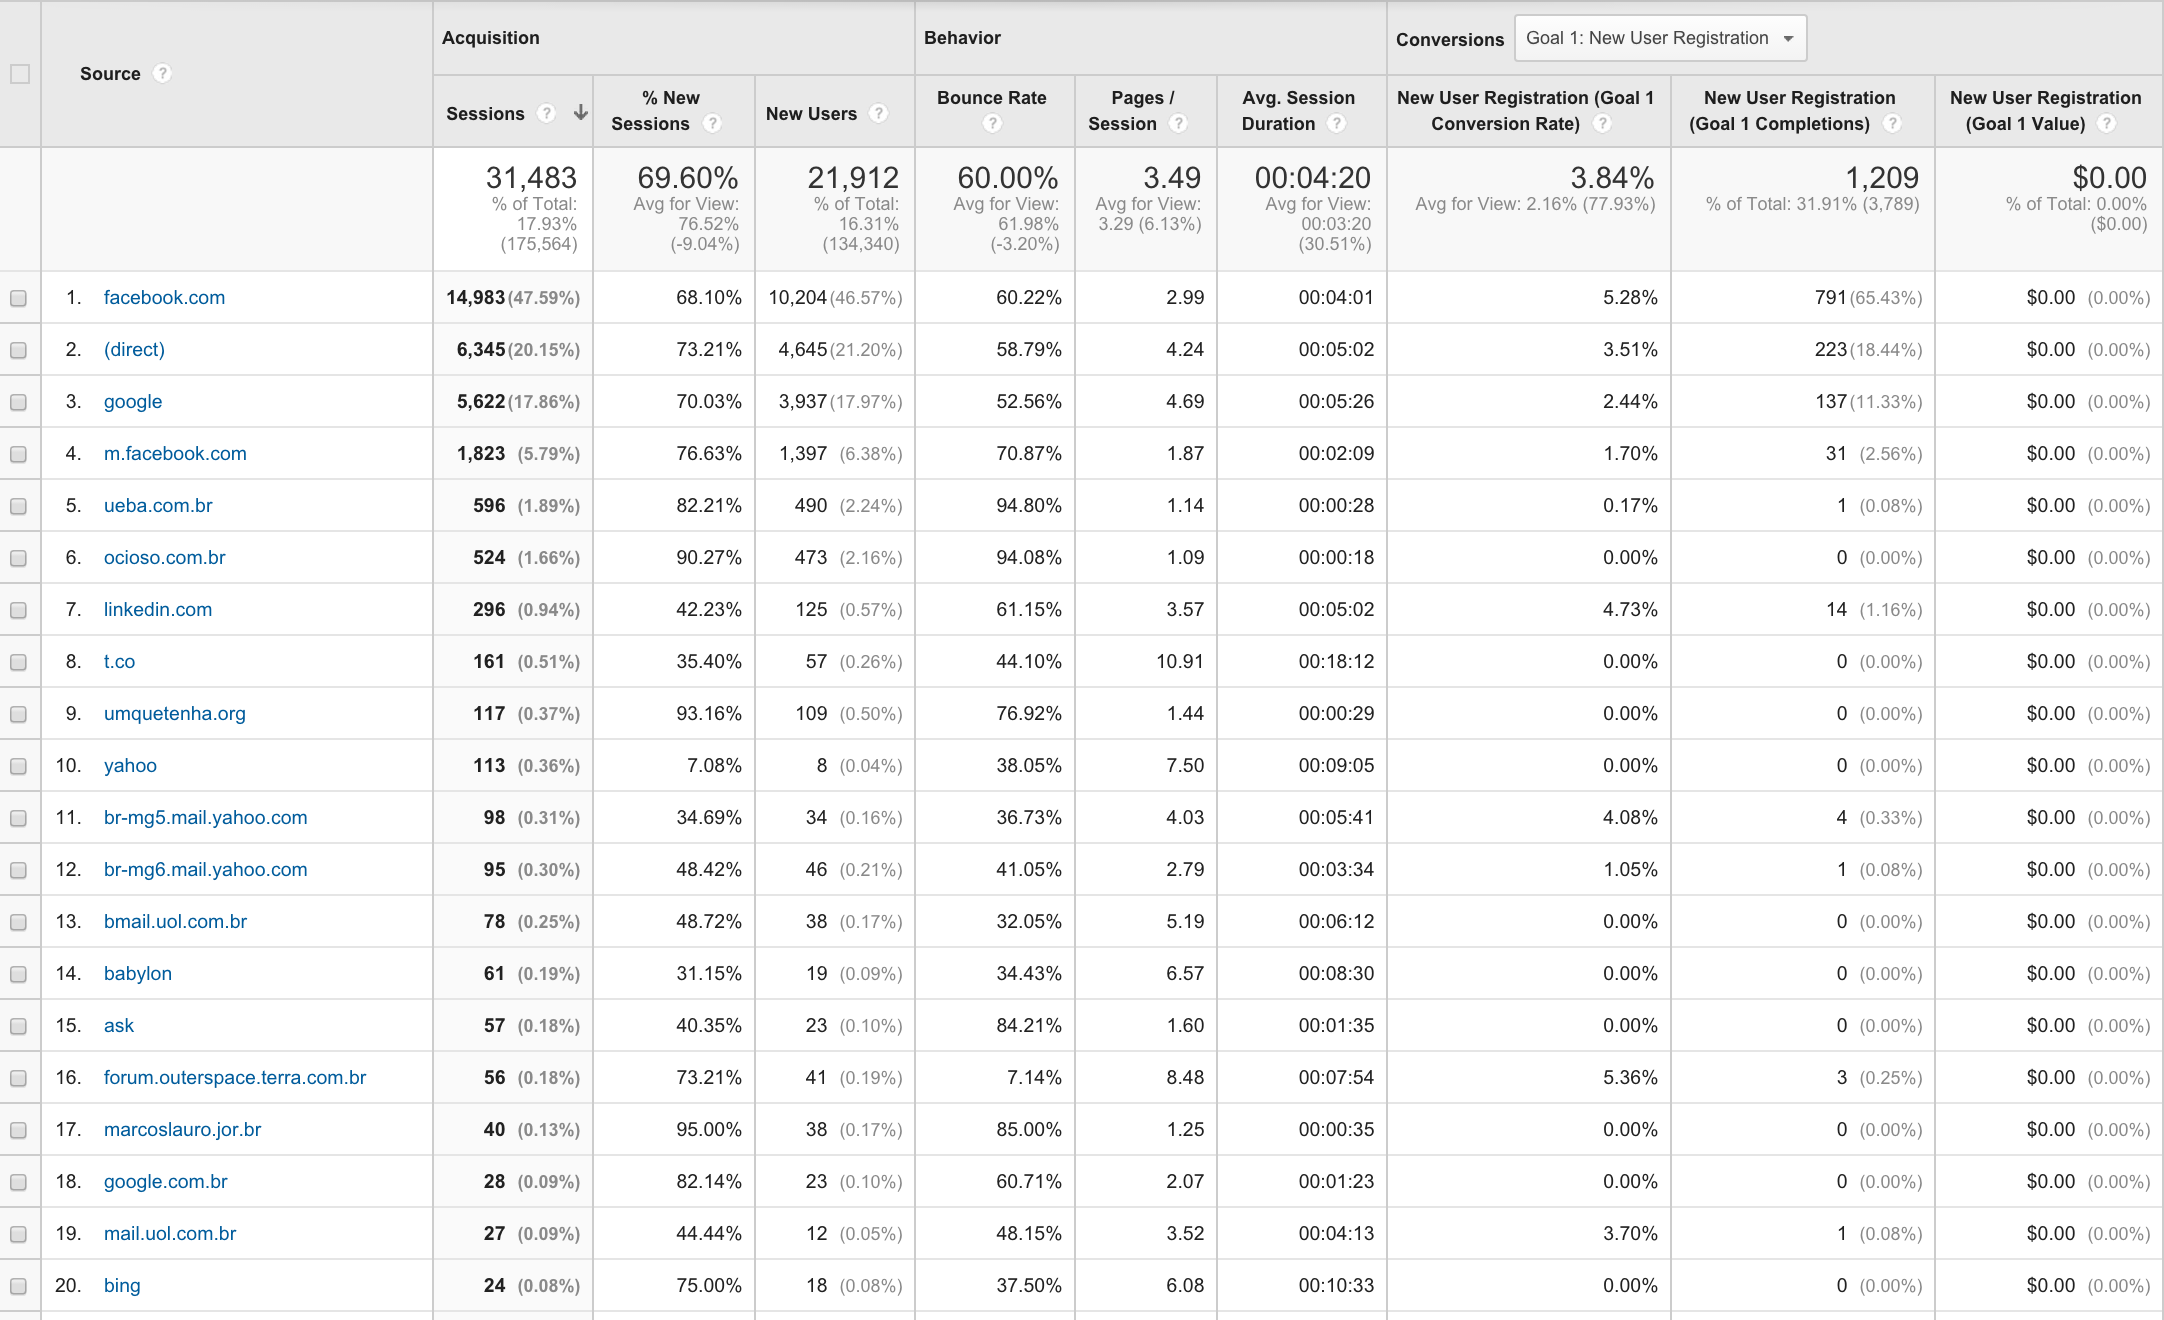 Acquisition Behavior Conversions Goal 1: New User Registration
Source ? Sessions ? % New Sessions ? New Users ? Bounce Rate ? Pages / Session ? Avg. Session Duration ? New User Registration (Goal 1 Conversion Rate) ? New User Registration (Goal 1 Completions) ? New User Registration (Goal 1 Value) ?
31,483 69.60% 21,912 60.00% 3.49 00:04:20 3.84% 1,209 $0.00
% of Total: Avg for View: % of Total: Avg for View: Avg for View: Avg for View: Avg for View: 2.16% (77.93%) % of Total: 31.91% (3,789) % of Total: 0.00%
17.93% 76.52% 16.31% 61.98% 3.29 (6.13%) 00:03:20 ($0.00)
(175,564) (-9.04%) (134,340) (-3.20%) (30.51%)
1. facebook.com 14,983 (47.59%) 68.10% 10,204 (46.57%) 60.22% 2.99 00:04:01 5.28% 791 (65.43%) $0.00 (0.00%)
2. (direct) 6,345 (20.15%) 73.21% 4,645 (21.20%) 58.79% 4.24 00:05:02 3.51% 223 (18.44%) $0.00 (0.00%)
3. google 5,622 (17.86%) 70.03% 3,937 (17.97%) 52.56% 4.69 00:05:26 2.44% 137 (11.33%) $0.00 (0.00%)
4. m.facebook.com 1,823 (5.79%) 76.63% 1,397 (6.38%) 70.87% 1.87 00:02:09 1.70% 31 (2.56%) $0.00 (0.00%)
5. ueba.com.br 596 (1.89%) 82.21% 490 (2.24%) 94.80% 1.14 00:00:28 0.17% 1 (0.08%) $0.00 (0.00%)
6. ocioso.com.br 524 (1.66%) 90.27% 473 (2.16%) 94.08% 1.09 00:00:18 0.00% 0 (0.00%) $0.00 (0.00%)
7. linkedin.com 296 (0.94%) 42.23% 125 (0.57%) 61.15% 3.57 00:05:02 4.73% 14 (1.16%) $0.00 (0.00%)
8. t.co 161 (0.51%) 35.40% 57 (0.26%) 44.10% 10.91 00:18:12 0.00% 0 (0.00%) $0.00 (0.00%)
9. umquetenha.org 117 (0.37%) 93.16% 109 (0.50%) 76.92% 1.44 00:00:29 0.00% 0 (0.00%) $0.00 (0.00%)
10. yahoo 113 (0.36%) 7.08% 8 (0.04%) 38.05% 7.50 00:09:05 0.00% 0 (0.00%) $0.00 (0.00%)
11. br-mg5.mail.yahoo.com 98 (0.31%) 34.69% 34 (0.16%) 36.73% 4.03 00:05:41 4.08% 4 (0.33%) $0.00 (0.00%)
12. br-mg6.mail.yahoo.com 95 (0.30%) 48.42% 46 (0.21%) 41.05% 2.79 00:03:34 1.05% 1 (0.08%) $0.00 (0.00%)
13. bmail.uol.com.br 78 (0.25%) 48.72% 38 (0.17%) 32.05% 5.19 00:06:12 0.00% 0 (0.00%) $0.00 (0.00%)
14. babylon 61 (0.19%) 31.15% 19 (0.09%) 34.43% 6.57 00:08:30 0.00% 0 (0.00%) $0.00 (0.00%)
15. ask 57 (0.18%) 40.35% 23 (0.10%) 84.21% 1.60 00:01:35 0.00% 0 (0.00%) $0.00 (0.00%)
16. forum.outerspace.terra.com.br 56 (0.18%) 73.21% 41 (0.19%) 7.14% 8.48 00:07:54 5.36% 3 (0.25%) $0.00 (0.00%)
17. marcoslauro.jor.br 40 (0.13%) 95.00% 38 (0.17%) 85.00% 1.25 00:00:35 0.00% 0 (0.00%) $0.00 (0.00%)
18. google.com.br 28 (0.09%) 82.14% 23 (0.10%) 60.71% 2.07 00:01:23 0.00% 0 (0.00%) $0.00 (0.00%)
19. mail.uol.com.br 27 (0.09%) 44.44% 12 (0.05%) 48.15% 3.52 00:04:13 3.70% 1 (0.08%) $0.00 (0.00%)
20. bing 24 (0.08%) 75.00% 18 (0.08%) 37.50% 6.08 00:10:33 0.00% 0 (0.00%) $0.00 (0.00%)